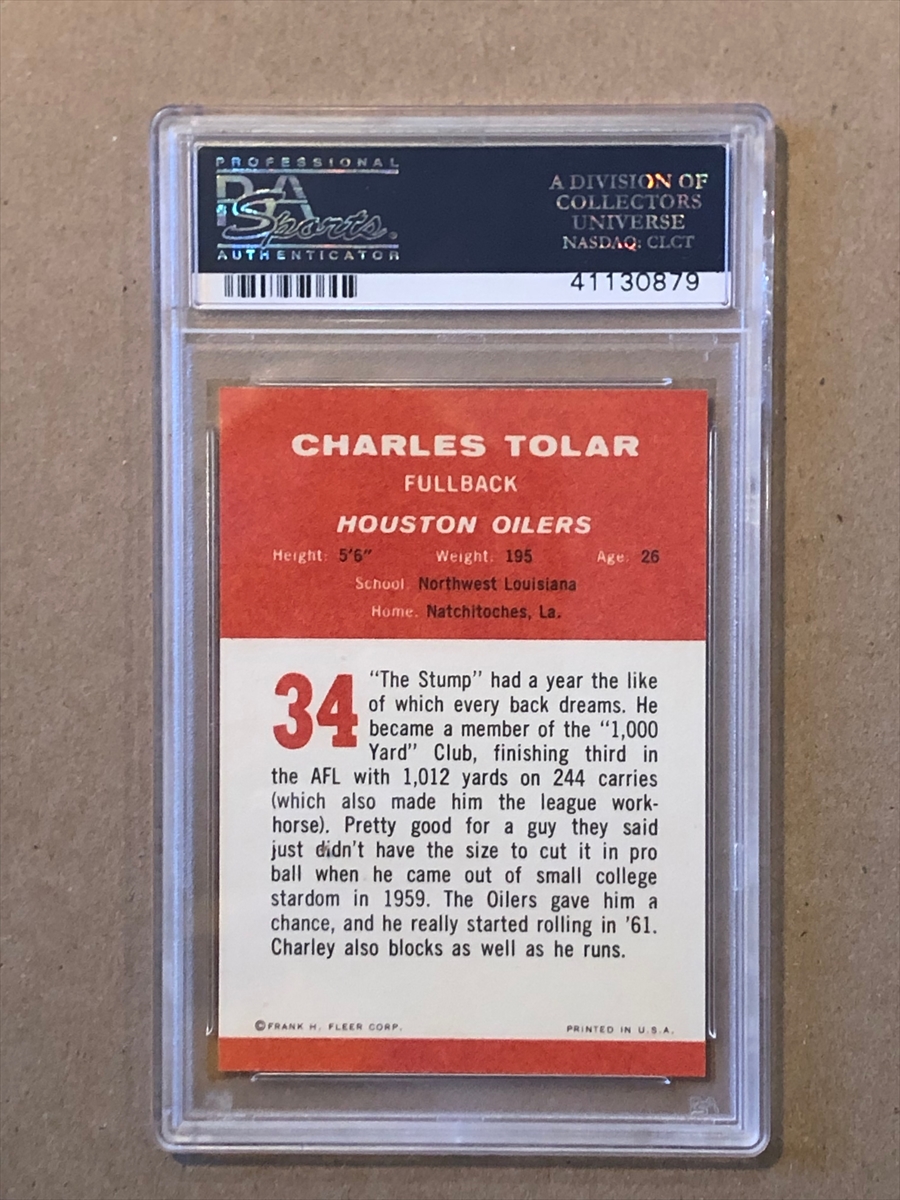 PROFESSIONAL
PSA
Sports
AUTHENTICATOR
A DIVISION OF
COLLECTORS
UNIVERSE
NASDAQ: CLCT
41130879
CHARLES TOLAR
FULLBACK
HOUSTON OILERS
Height: 5'6" Weight: 195 Age: 26
School: Northwest Louisiana
Home: Natchitoches, La.
34
"The Stump" had a year the like
of which every back dreams. He
became a member of the "1,000
Yard" Club, finishing third in
the AFL with 1,012 yards on 244 carries
(which also made him the league work-
horse). Pretty good for a guy they said
just didn't have the size to cut it in pro
ball when he came out of small college
stardom in 1959. The Oilers gave him a
chance, and he really started rolling in '61.
Charley also blocks as well as he runs.
©FRANK H. FLEER CORP. PRINTED IN U.S.A.